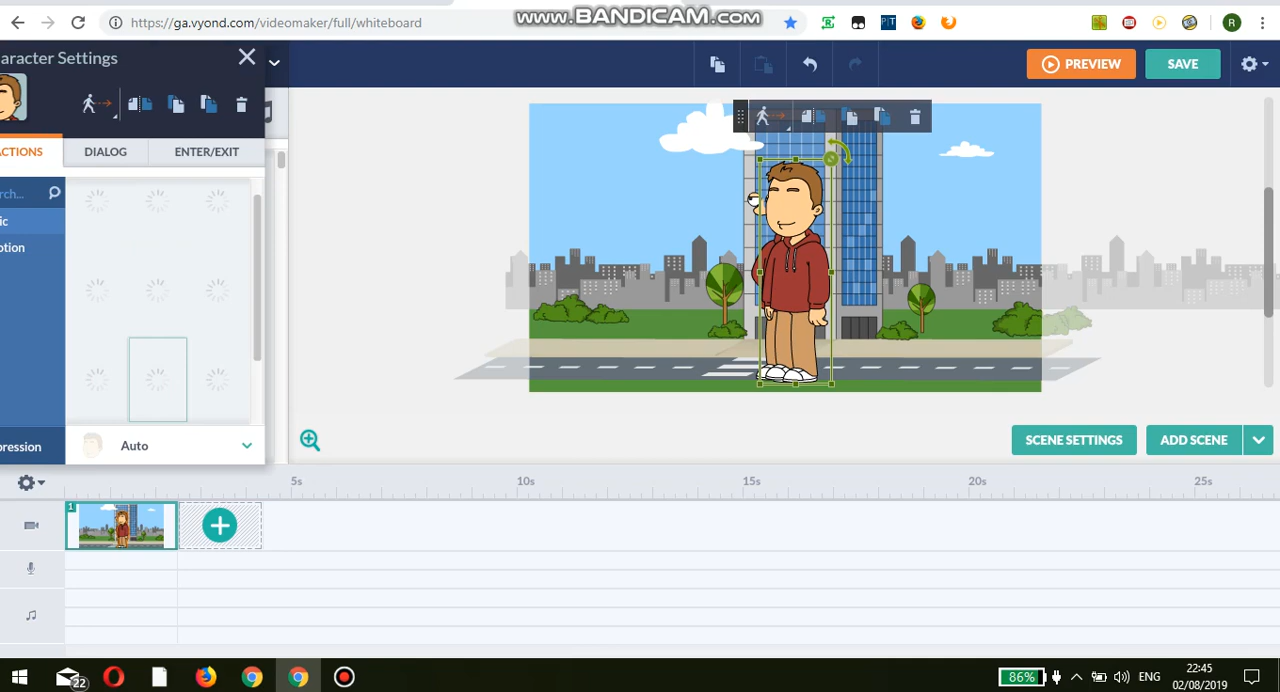 https://ga.vyond.com/videomaker/full/whiteboard
www.BANDICAM.com
R
aracter Settings
PREVIEW
SAVE
CTIONS
DIALOG
ENTER/EXIT
rch...
ic
otion
pression
Auto
SCENE SETTINGS
ADD SCENE
5s
10s
15s
20s
25s
1
22
86%
ENG
22:45
02/08/2019